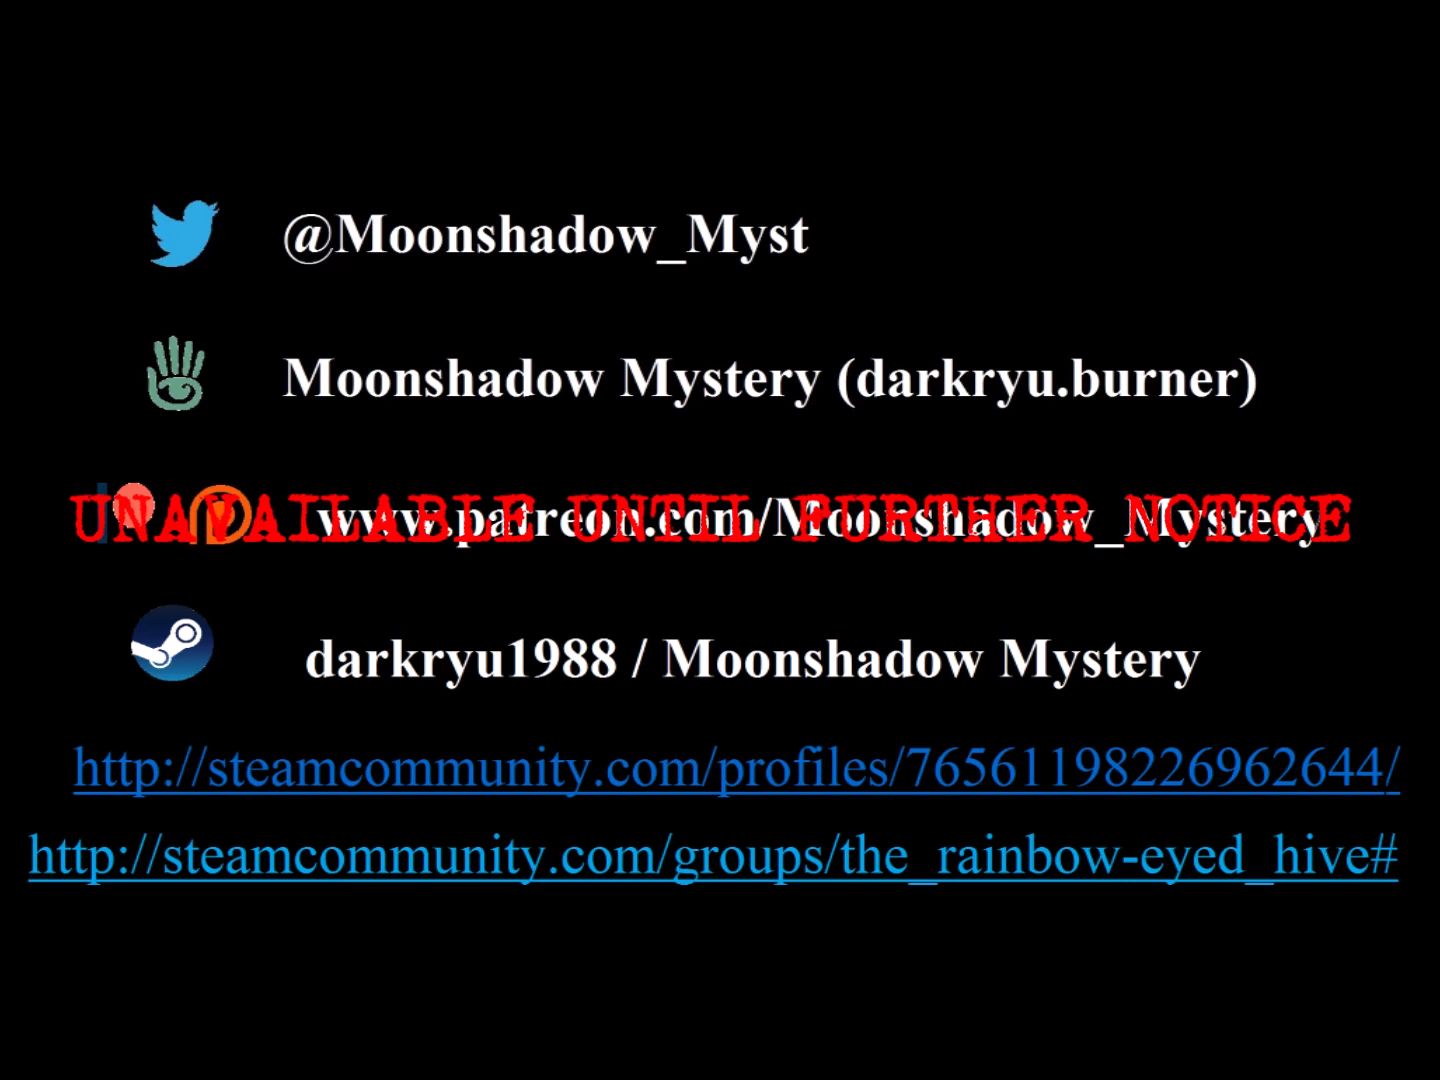 @Moonshadow_Myst
Moonshadow Mystery (darkryu.burner)
www.patreon.com/Moonshadow_Mystery
UNAVAILABLE UNTIL FURTHER NOTICE
darkryu1988 / Moonshadow Mystery
http://steamcommunity.com/profiles/76561198226962644/
http://steamcommunity.com/groups/the_rainbow-eyed_hive#